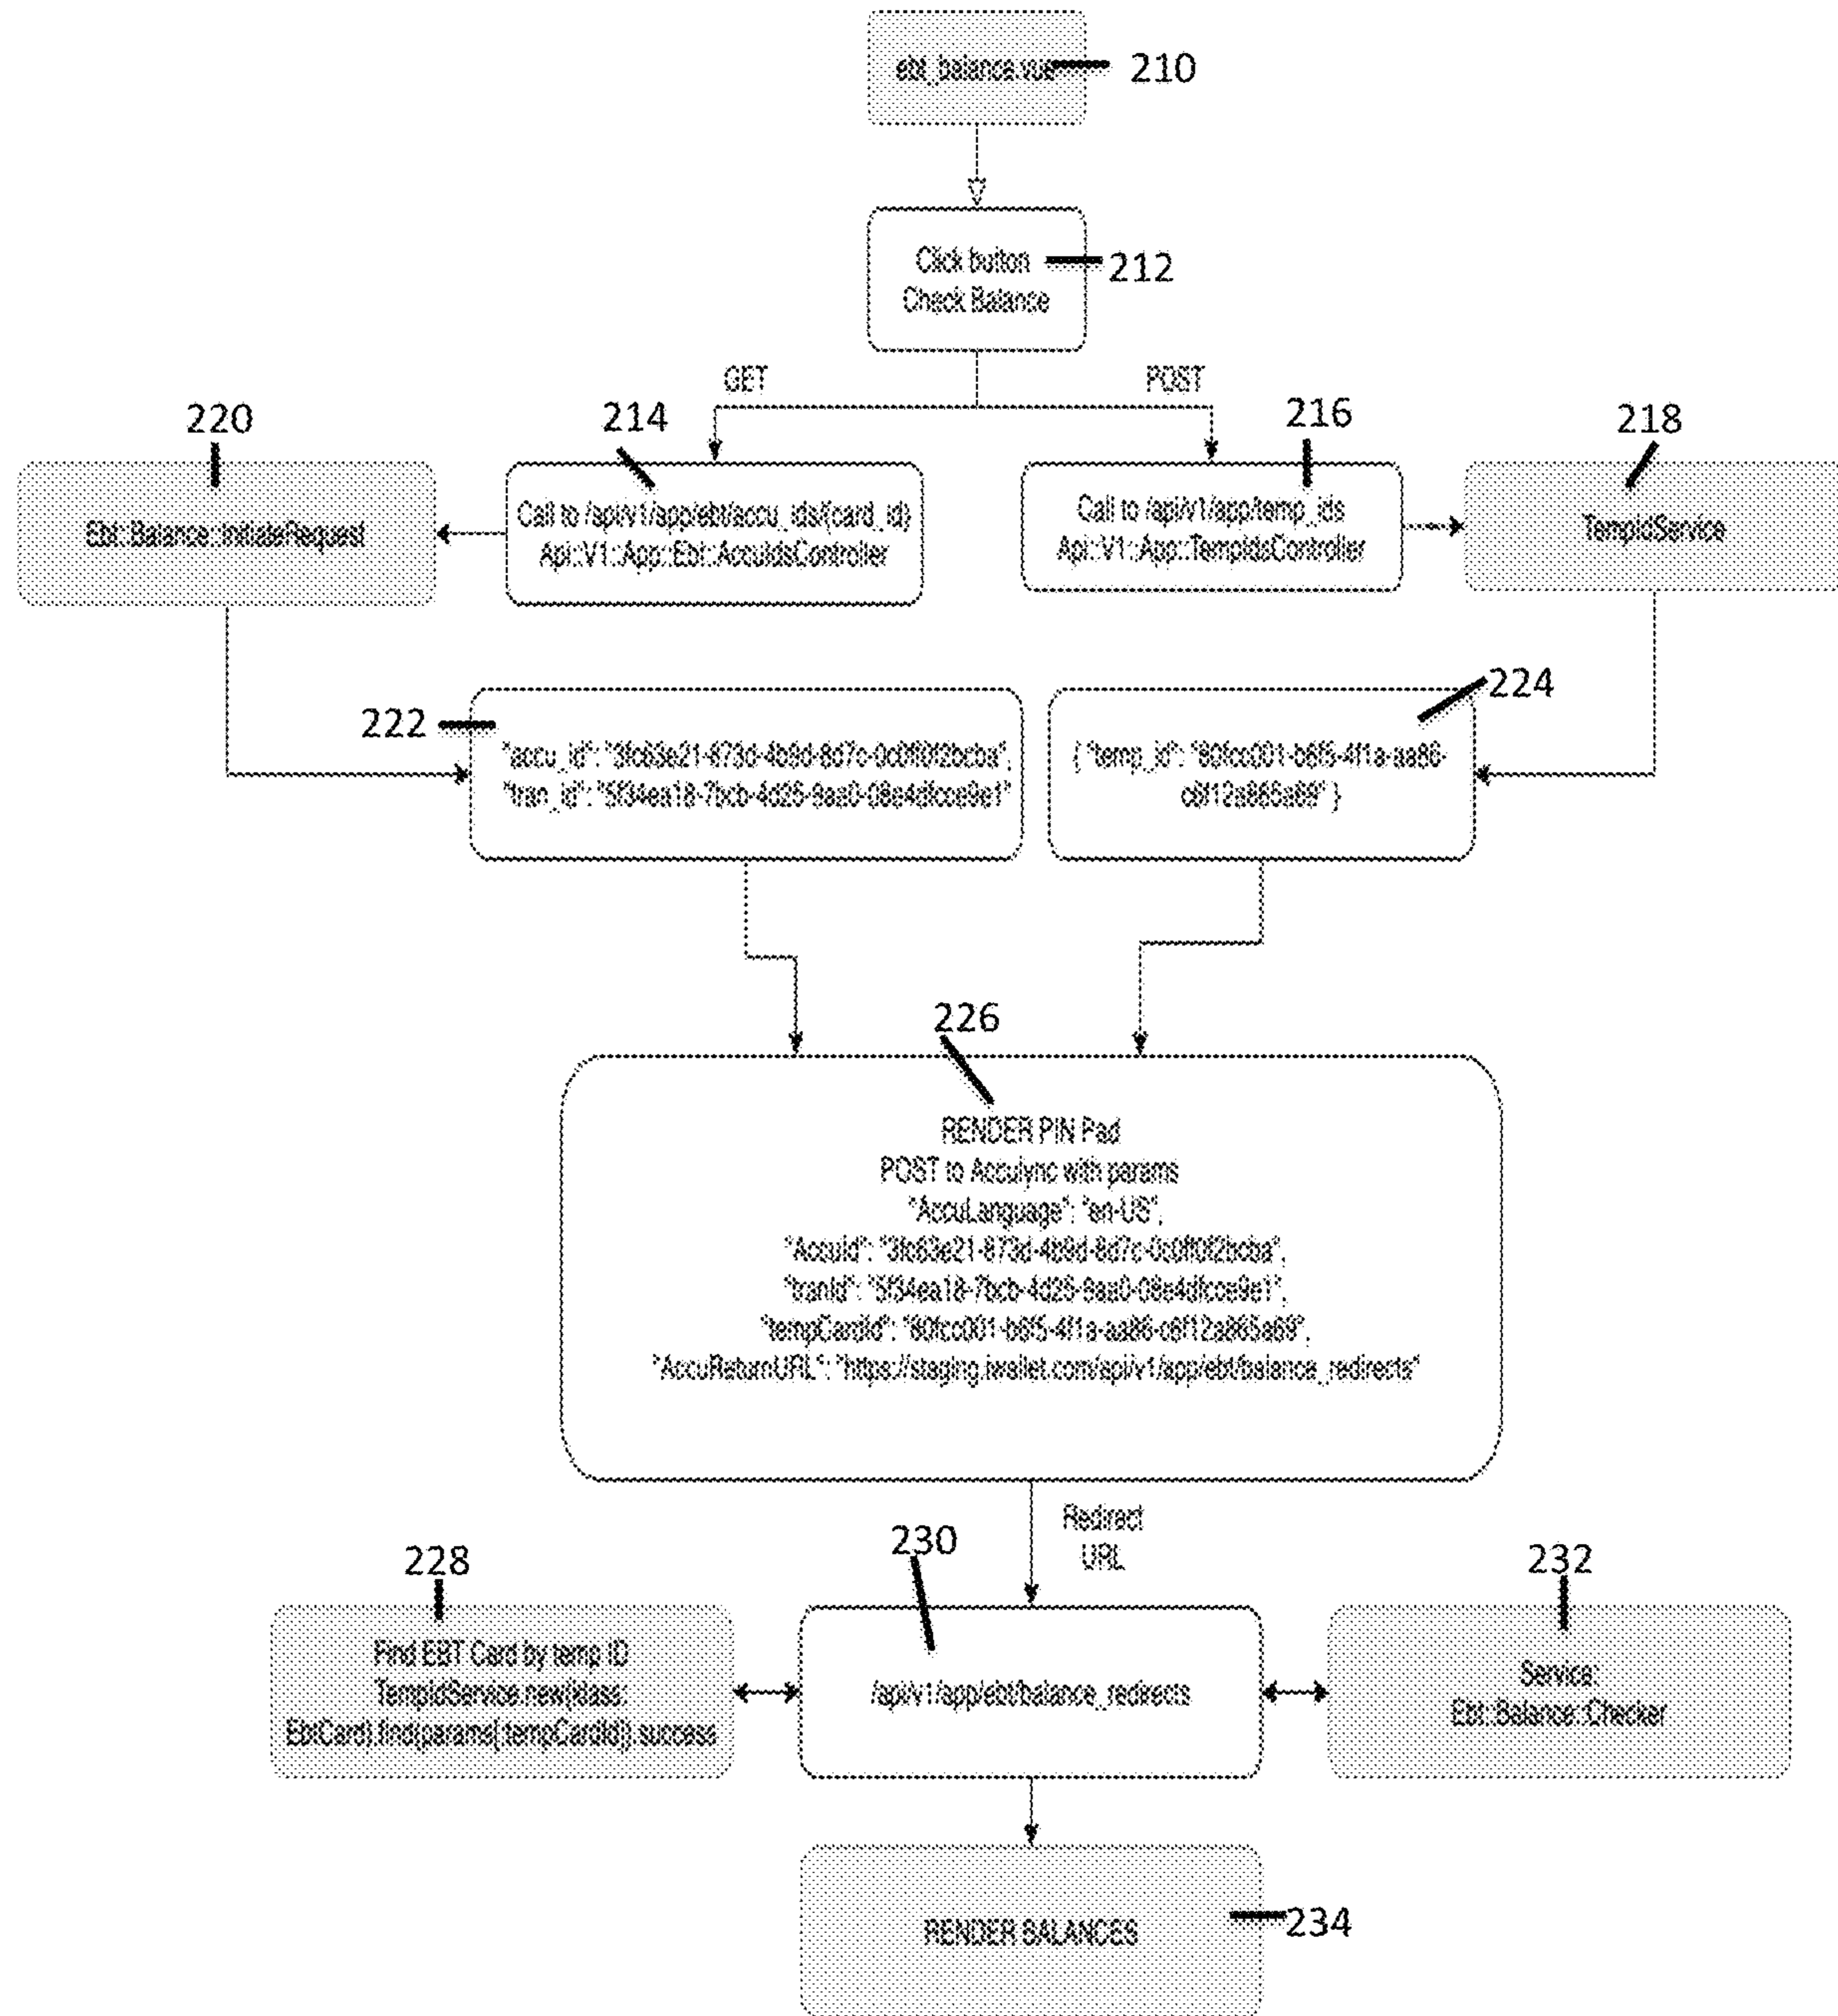 ebt_balance.vue
210
Click button
Check Balance
212
GET
POST
220
214
216
218
Ebt::Balance::InitiateRequest
Call to /api/v1/app/ebt/accu_ids/{card_id}
Api::V1::App::Ebt::AccuIdsController
Call to /api/v1/app/temp_ids
Api::V1::App::TempIdsController
TempIdService
222
"accu_id": "3fc63e21-873d-4b9d-8d7c-0c0ff0f2bcba",
"tran_id": "5f34ea18-7bcb-4d25-9aa0-08e4dfcce9e1"
224
{ "temp_id": "80fcc001-b6f5-4f1a-aa86-
c6f12a865a69" }
226
RENDER PIN Pad
POST to Acculync with params
"AccuLanguage": "en-US",
"AccuId": "3fc63e21-873d-4b9d-8d7c-0c0ff0f2bcba",
"tranId": "5f34ea18-7bcb-4d25-9aa0-08e4dfcce9e1",
"tempCardId": "80fcc001-b6f5-4f1a-aa86-c6f12a865a69",
"AccuReturnURL": "https://staging.iwallet.com/api/v1/app/ebt/balance_redirects"
Redirect
URL
228
230
232
Find EBT Card by temp ID
TempIdService.new(klass:
EbtCard).find(params[:tempCardId]).success
/api/v1/app/ebt/balance_redirects
Service:
Ebt::Balance::Checker
RENDER BALANCES
234